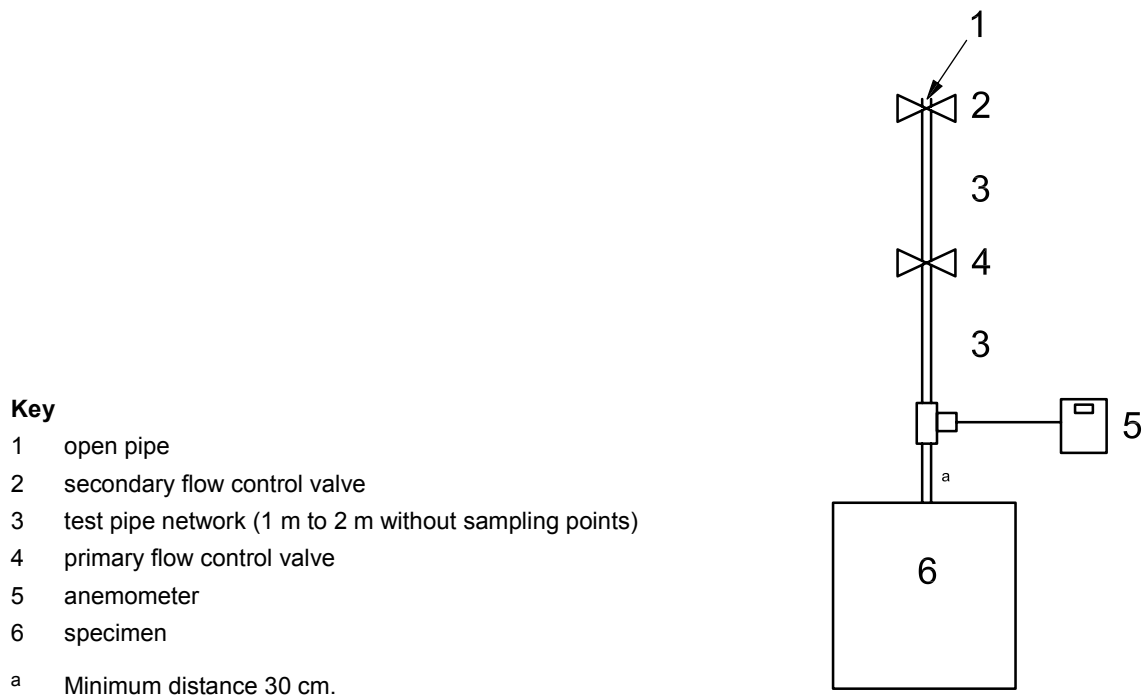 1
2
3
4
3
5
a
6
Key
1 open pipe
2 secondary flow control valve
3 test pipe network (1 m to 2 m without sampling points)
4 primary flow control valve
5 anemometer
6 specimen
a Minimum distance 30 cm.